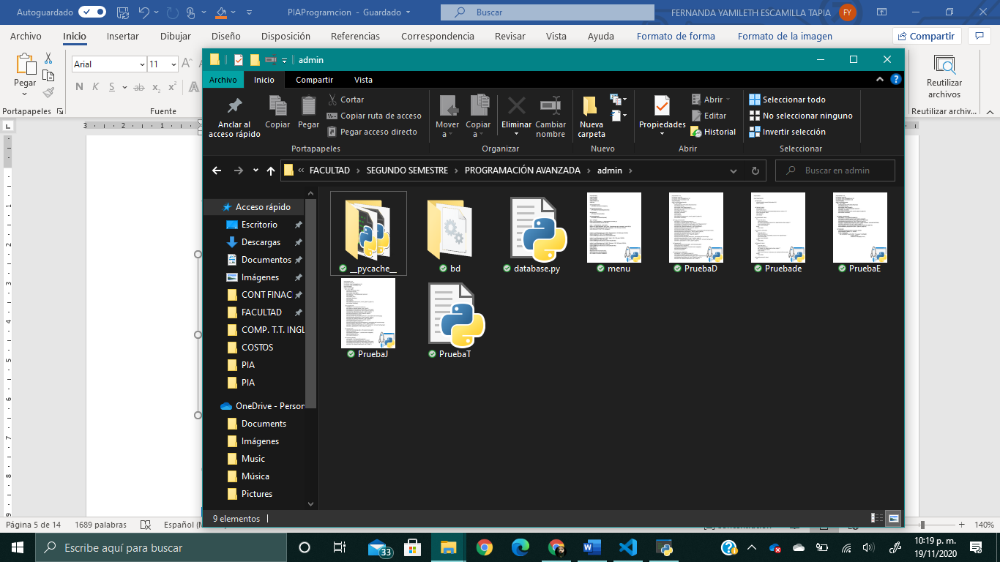 Autoguardado
PIAProgramcion - Guardado
Buscar
FERNANDA YAMILETH ESCAMILLA TAPIA
FY
Archivo Inicio Insertar Dibujar Diseño Disposición Referencias Correspondencia Revisar Vista Ayuda Formato de forma Formato de la imagen
Compartir
Pegar
Portapapeles
Arial 11
N K S ab x2 x2 A
Fuente
Reutilizar
archivos
Reutilizar archiv...
admin
Archivo Inicio Compartir Vista
Anclar al
acceso rápido
Copiar
Pegar
Cortar
Copiar ruta de acceso
Pegar acceso directo
Portapapeles
Mover
a
Copiar
a
Eliminar
Cambiar
nombre
Organizar
Nueva
carpeta
Nuevo
Propiedades
Abrir
Editar
Historial
Abrir
Seleccionar todo
No seleccionar ninguno
Invertir selección
Seleccionar
« FACULTAD > SEGUNDO SEMESTRE > PROGRAMACIÓN AVANZADA > admin >
Buscar en admin
Acceso rápido
Escritorio
Descargas
Documentos
Imágenes
CONT FINAC
FACULTAD
COMP. T.T. INGL
COSTOS
PIA
PIA
OneDrive - Person
Documents
Imágenes
Music
Música
Pictures
__pycache__
bd
database.py
menu
PruebaD
Pruebade
PruebaE
PruebaJ
PruebaT
9 elementos
Página 5 de 14 1689 palabras Español (M
140%
Escribe aquí para buscar
33
10:19 p. m.
19/11/2020